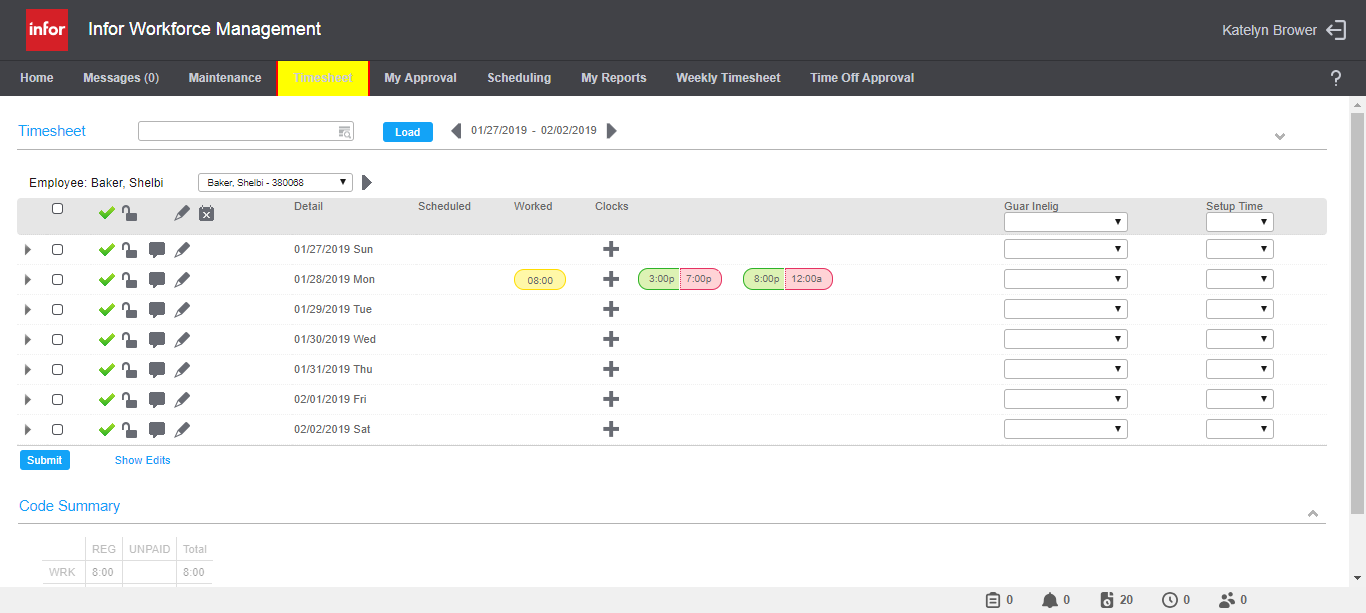 infor Infor Workforce Management Katelyn Brower
Home Messages (0) Maintenance Timesheet My Approval Scheduling My Reports Weekly Timesheet Time Off Approval ?
Timesheet Load 01/27/2019 - 02/02/2019
Employee: Baker, Shelbi Baker, Shelbi - 380068
Detail Scheduled Worked Clocks Guar Inelig Setup Time
01/27/2019 Sun
01/28/2019 Mon 08:00 3:00p 7:00p 8:00p 12:00a
01/29/2019 Tue
01/30/2019 Wed
01/31/2019 Thu
02/01/2019 Fri
02/02/2019 Sat
Submit Show Edits
Code Summary
REG UNPAID Total
WRK 8:00 8:00
0 0 20 0 0